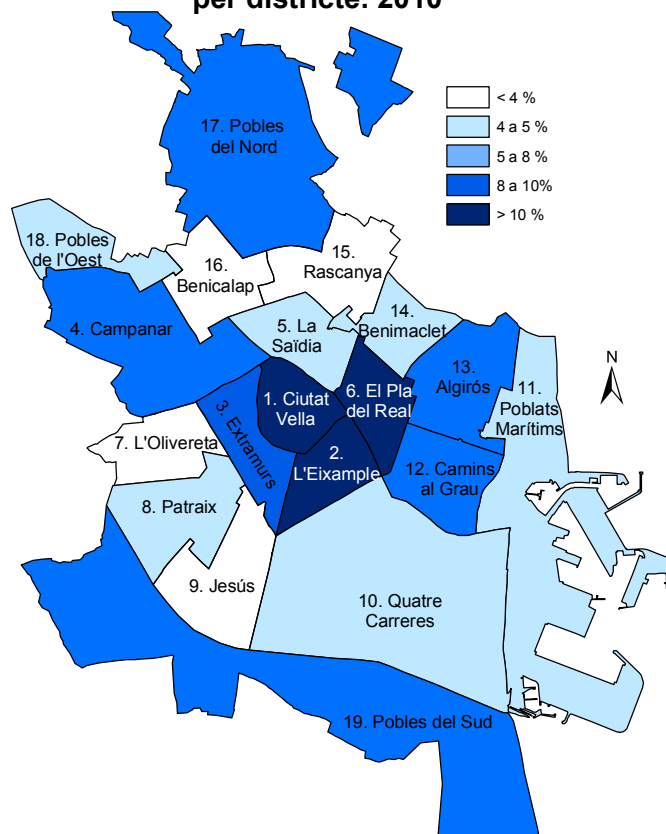 per districte. 2010
< 4 %
4 a 5 %
5 a 8 %
8 a 10%
> 10 %
17. Pobles
del Nord
18. Pobles
de l'Oest
16.
Benicalap
15.
Rascanya
4. Campanar
5. La
Saïdia
14.
Benimaclet
13.
Algirós
11.
Poblats
Marítims
N
1. Ciutat
Vella
6. El Pla
del Real
3. Extramurs
7. L'Olivereta
2.
L'Eixample
12. Camins
al Grau
8. Patraix
9. Jesús
10. Quatre
Carreres
19. Pobles del Sud